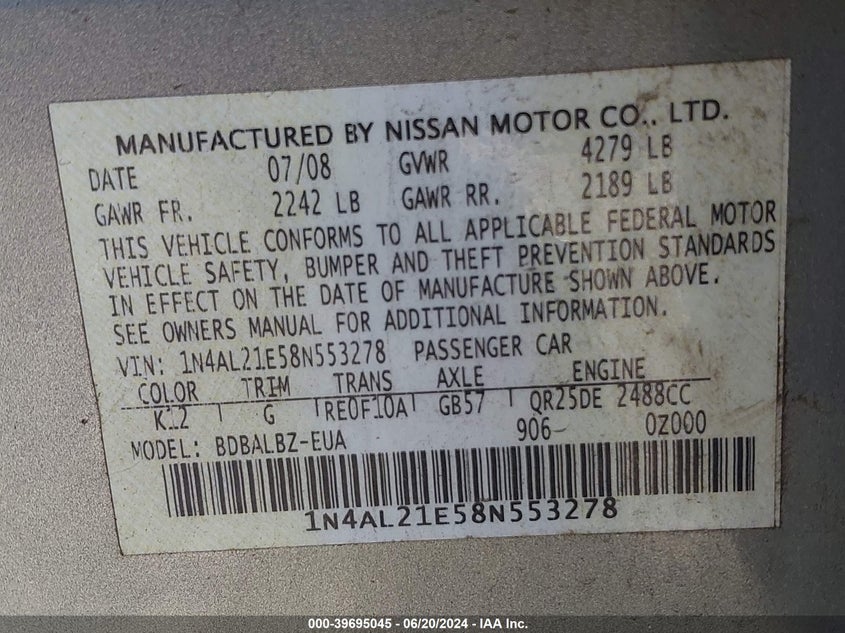 MANUFACTURED BY NISSAN MOTOR CO., LTD.
DATE 07/08 GVWR 4279 LB
GAWR FR. 2242 LB GAWR RR. 2189 LB
THIS VEHICLE CONFORMS TO ALL APPLICABLE FEDERAL MOTOR
VEHICLE SAFETY, BUMPER AND THEFT PREVENTION STANDARDS
IN EFFECT ON THE DATE OF MANUFACTURE SHOWN ABOVE.
SEE OWNERS MANUAL FOR ADDITIONAL INFORMATION.
VIN: 1N4AL21E58N553278 PASSENGER CAR
COLOR TRIM TRANS AXLE ENGINE
K12 G RE0F10A GB57 QR25DE 2488CC
MODEL: BDBALBZ-EUA 906- 0Z000
1N4AL21E58N553278
000-39695045 - 06/20/2024 - IAA Inc.